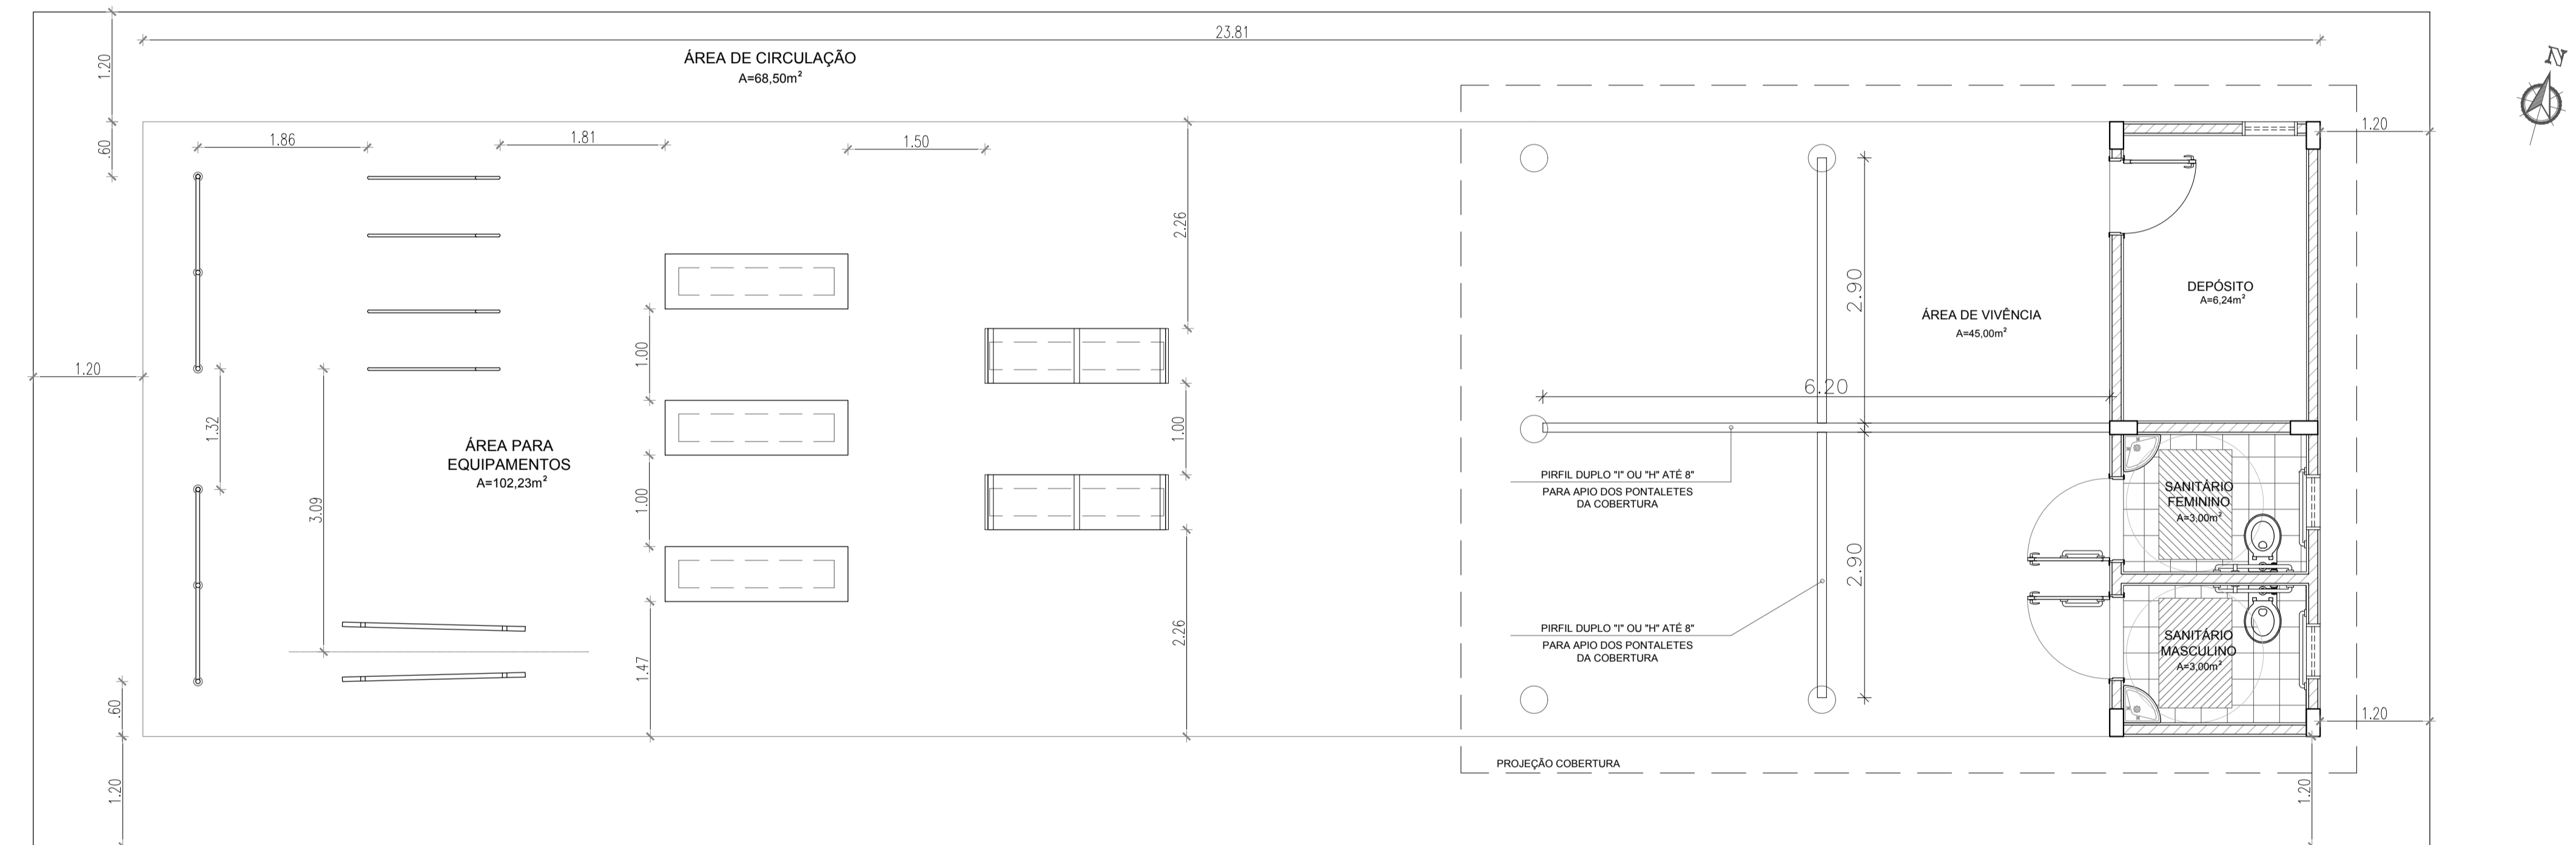 23.81
N
ÁREA DE CIRCULAÇÃO
A=68,50m²
1.20
.60
1.86
1.81
1.50
1.20
2.26
2.90
DEPÓSITO
A=6,24m²
ÁREA DE VIVÊNCIA
A=45,00m²
1.20
1.00
6.20
1.32
1.00
ÁREA PARA
EQUIPAMENTOS
A=102,23m²
3.09
1.00
PIRFIL DUPLO "I" OU "H" ATÉ 8"
PARA APIO DOS PONTALETES
DA COBERTURA
SANITÁRIO
FEMININO
A=3,00m²
2.90
2.26
PIRFIL DUPLO "I" OU "H" ATÉ 8"
PARA APIO DOS PONTALETES
DA COBERTURA
SANITÁRIO
MASCULINO
A=3,00m²
1.47
.60
1.20
PROJEÇÃO COBERTURA
1.20
1.20